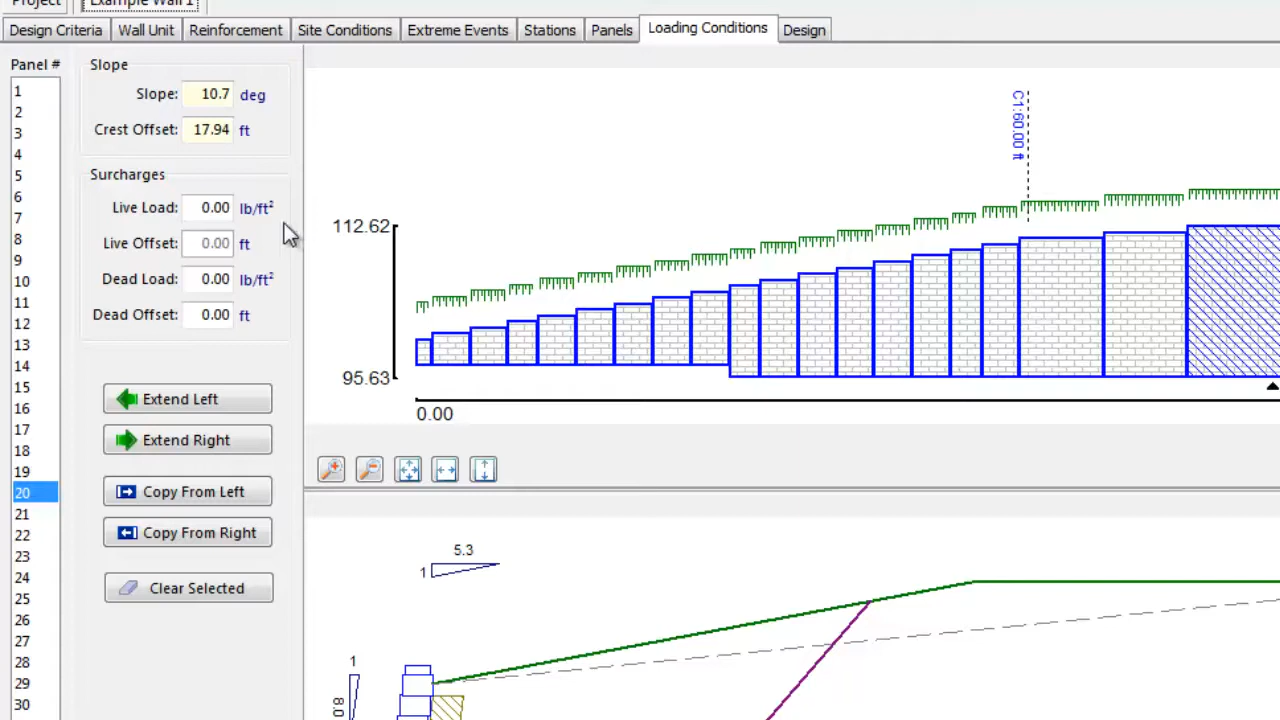 Project Example Wall 1
Design Criteria Wall Unit Reinforcement Site Conditions Extreme Events Stations Panels Loading Conditions Design
Panel #
1
2
3
4
5
6
7
8
9
10
11
12
13
14
15
16
17
18
19
20
21
22
23
24
25
26
27
28
29
30
Slope
Slope: 10.7 deg
Crest Offset: 17.94 ft
Surcharges
Live Load: 0.00 lb/ft²
Live Offset: 0.00 ft
Dead Load: 0.00 lb/ft²
Dead Offset: 0.00 ft
Extend Left
Extend Right
Copy From Left
Copy From Right
Clear Selected
C1:60.00 ft
112.62
95.63
0.00
5.3
1
1
8.0